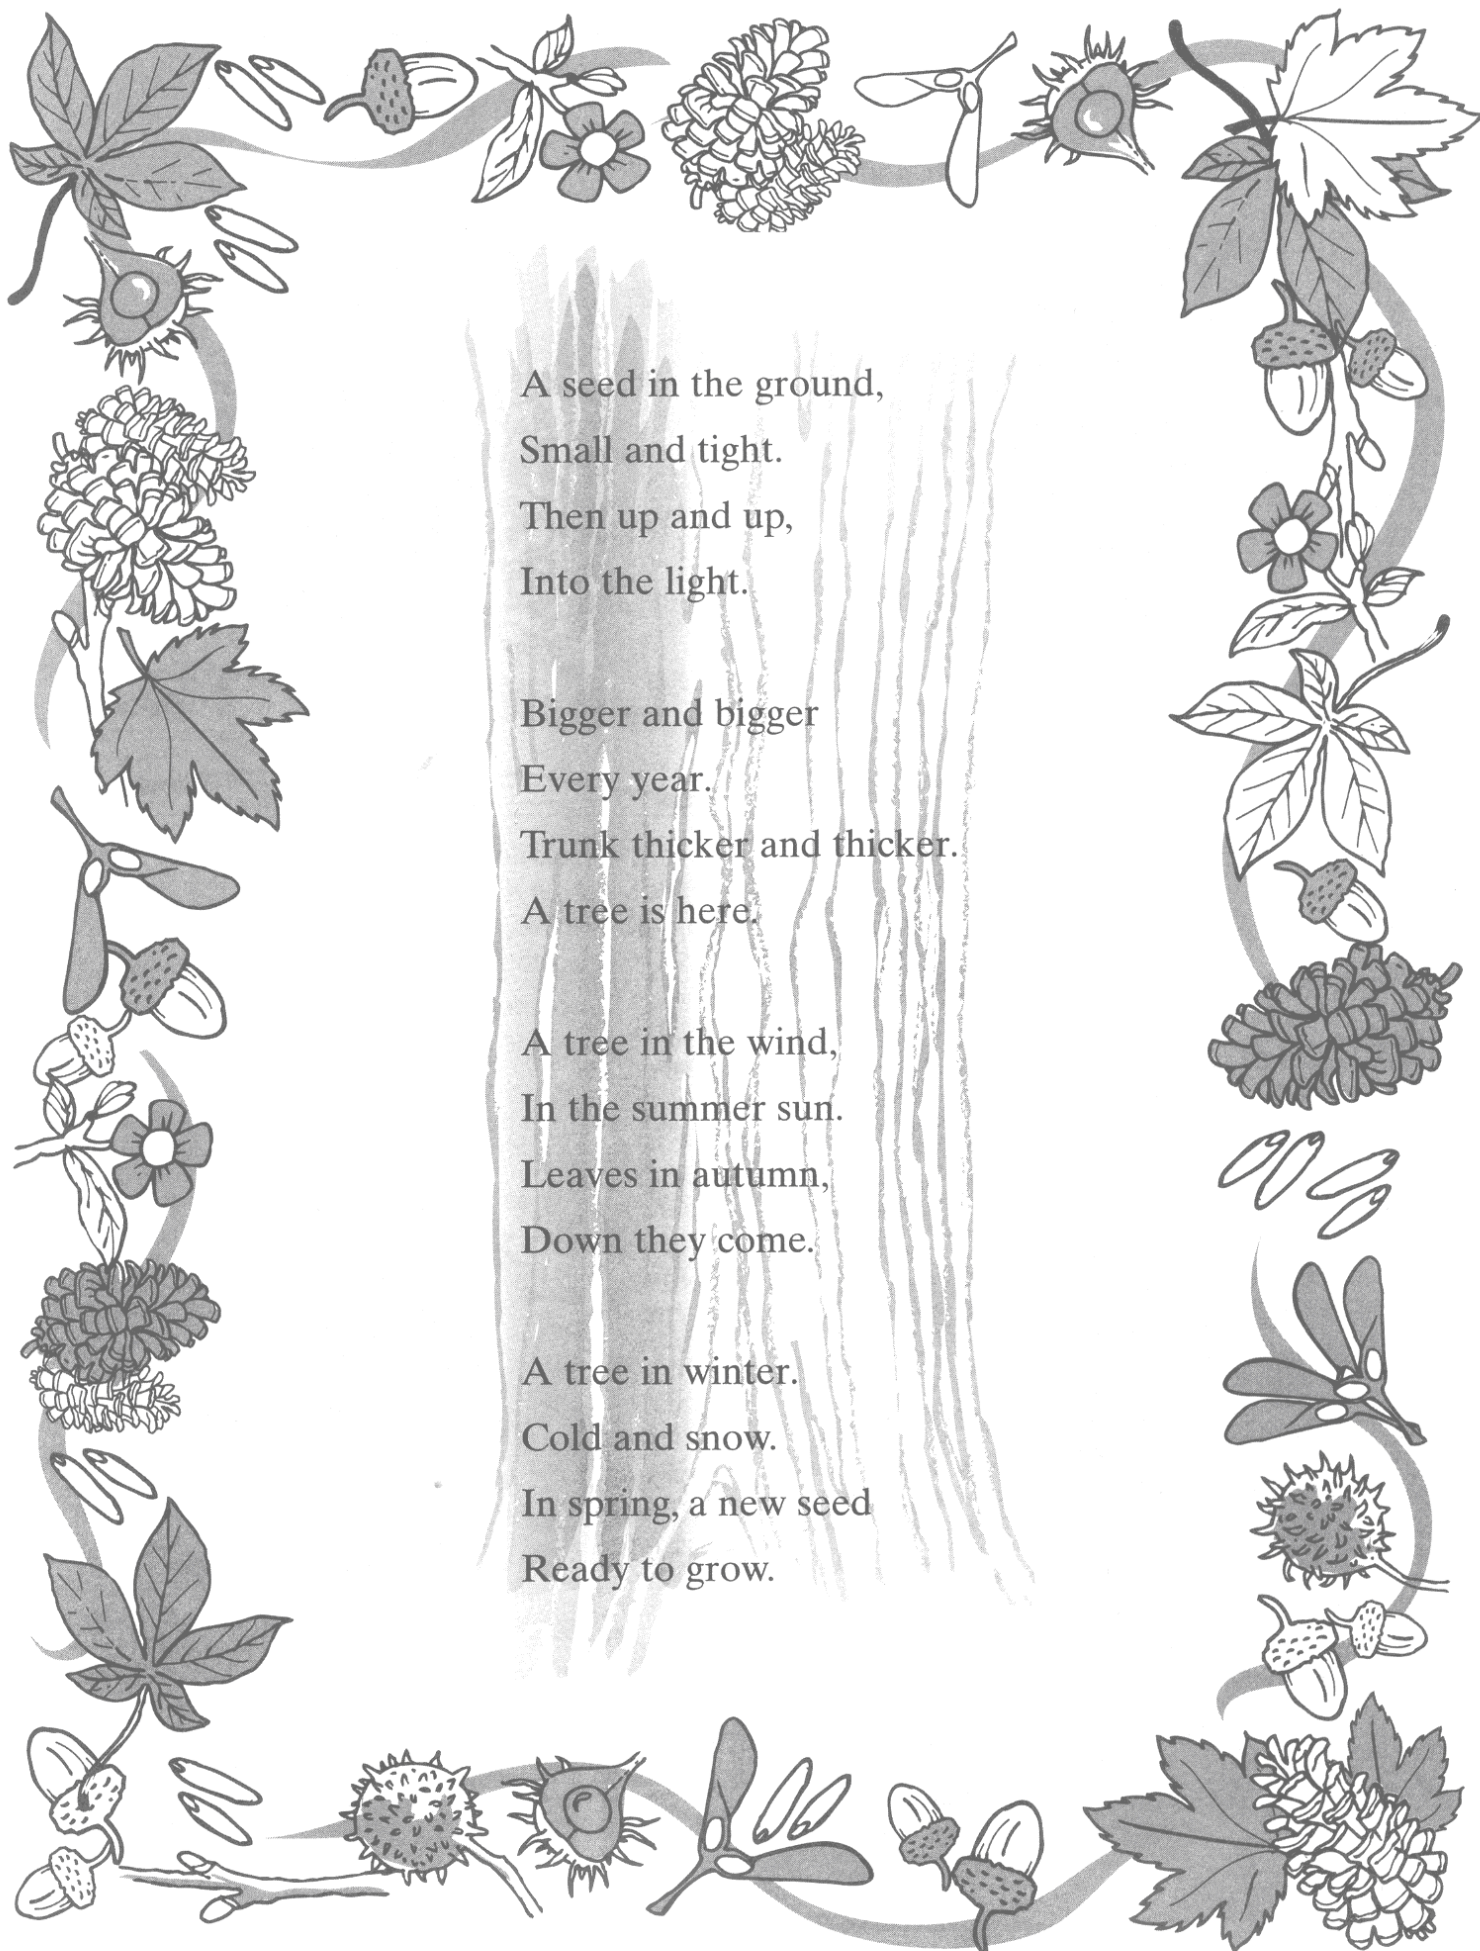 A seed in the ground,
Small and tight.
Then up and up,
Into the light.
Bigger and bigger
Every year.
Trunk thicker and thicker.
A tree is here.
A tree in the wind,
In the summer sun.
Leaves in autumn,
Down they come.
A tree in winter.
Cold and snow.
In spring, a new seed
Ready to grow.